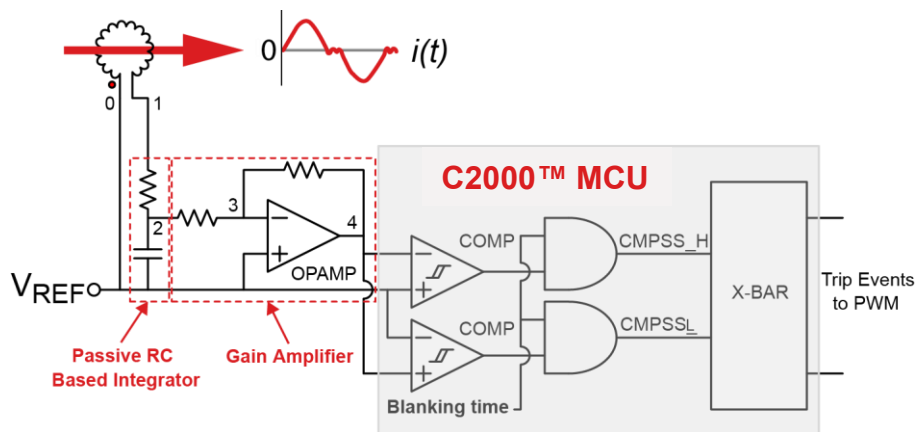 0
i(t)
0
1
C2000™ MCU
3
2
4
COMP
CMPSS_H
OPAMP
VREF
X-BAR
Trip Events
to PWM
COMP
CMPSSL
Passive RC
Based Integrator
Gain Amplifier
Blanking time